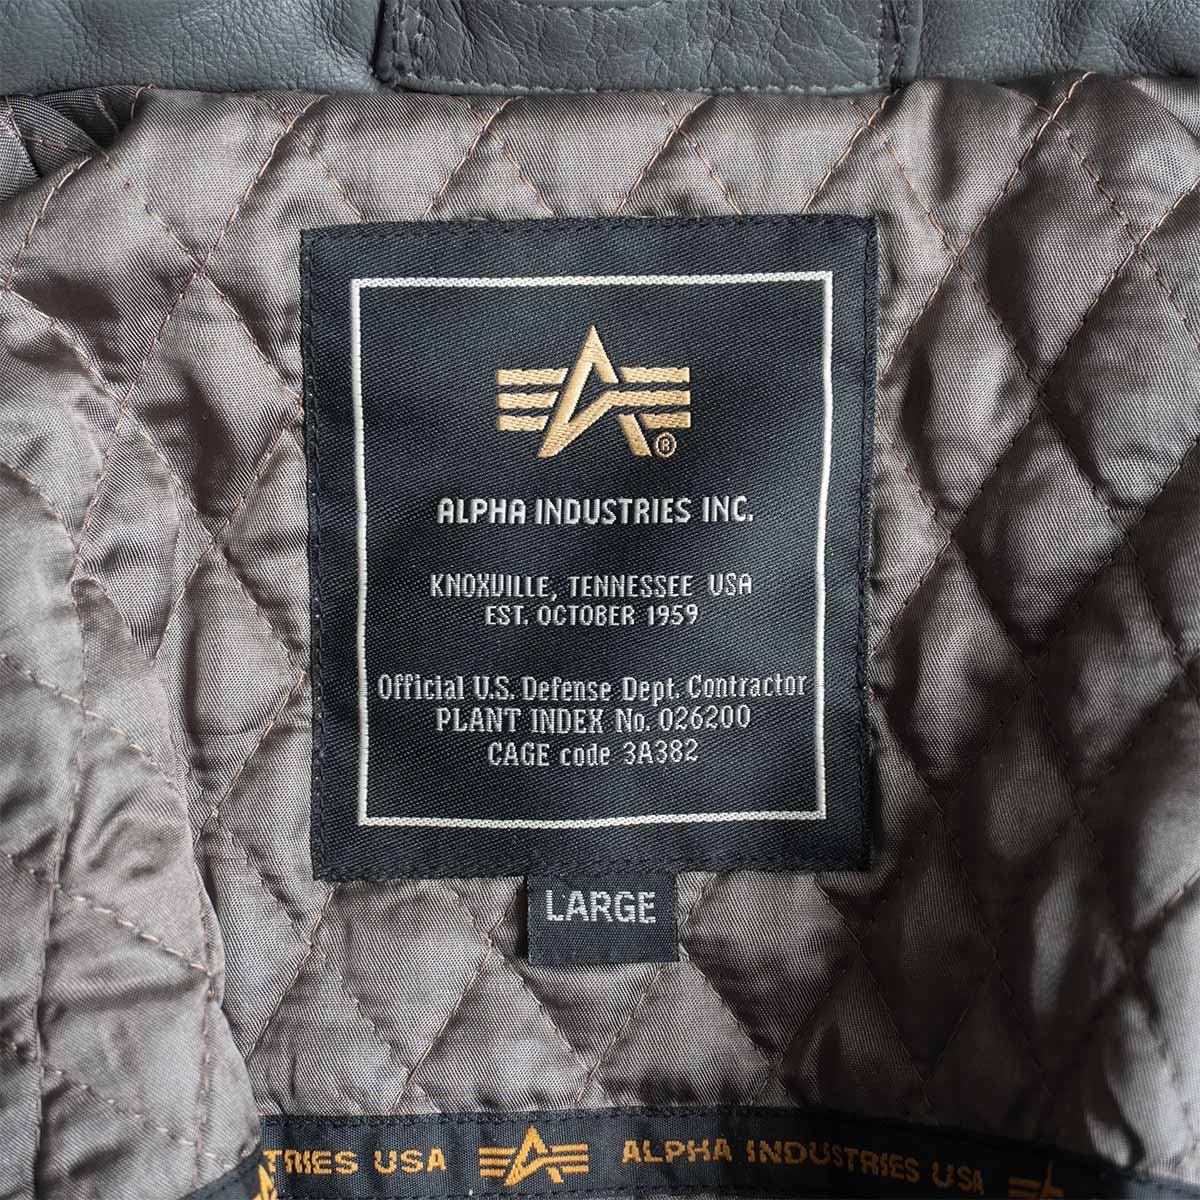 ®
ALPHA INDUSTRIES INC.
KNOXVILLE, TENNESSEE USA
EST. OCTOBER 1959
Official U.S. Defense Dept. Contractor
PLANT INDEX No. 026200
CAGE code 3A382
LARGE
TRIES USA ALPHA INDUSTRIES USA